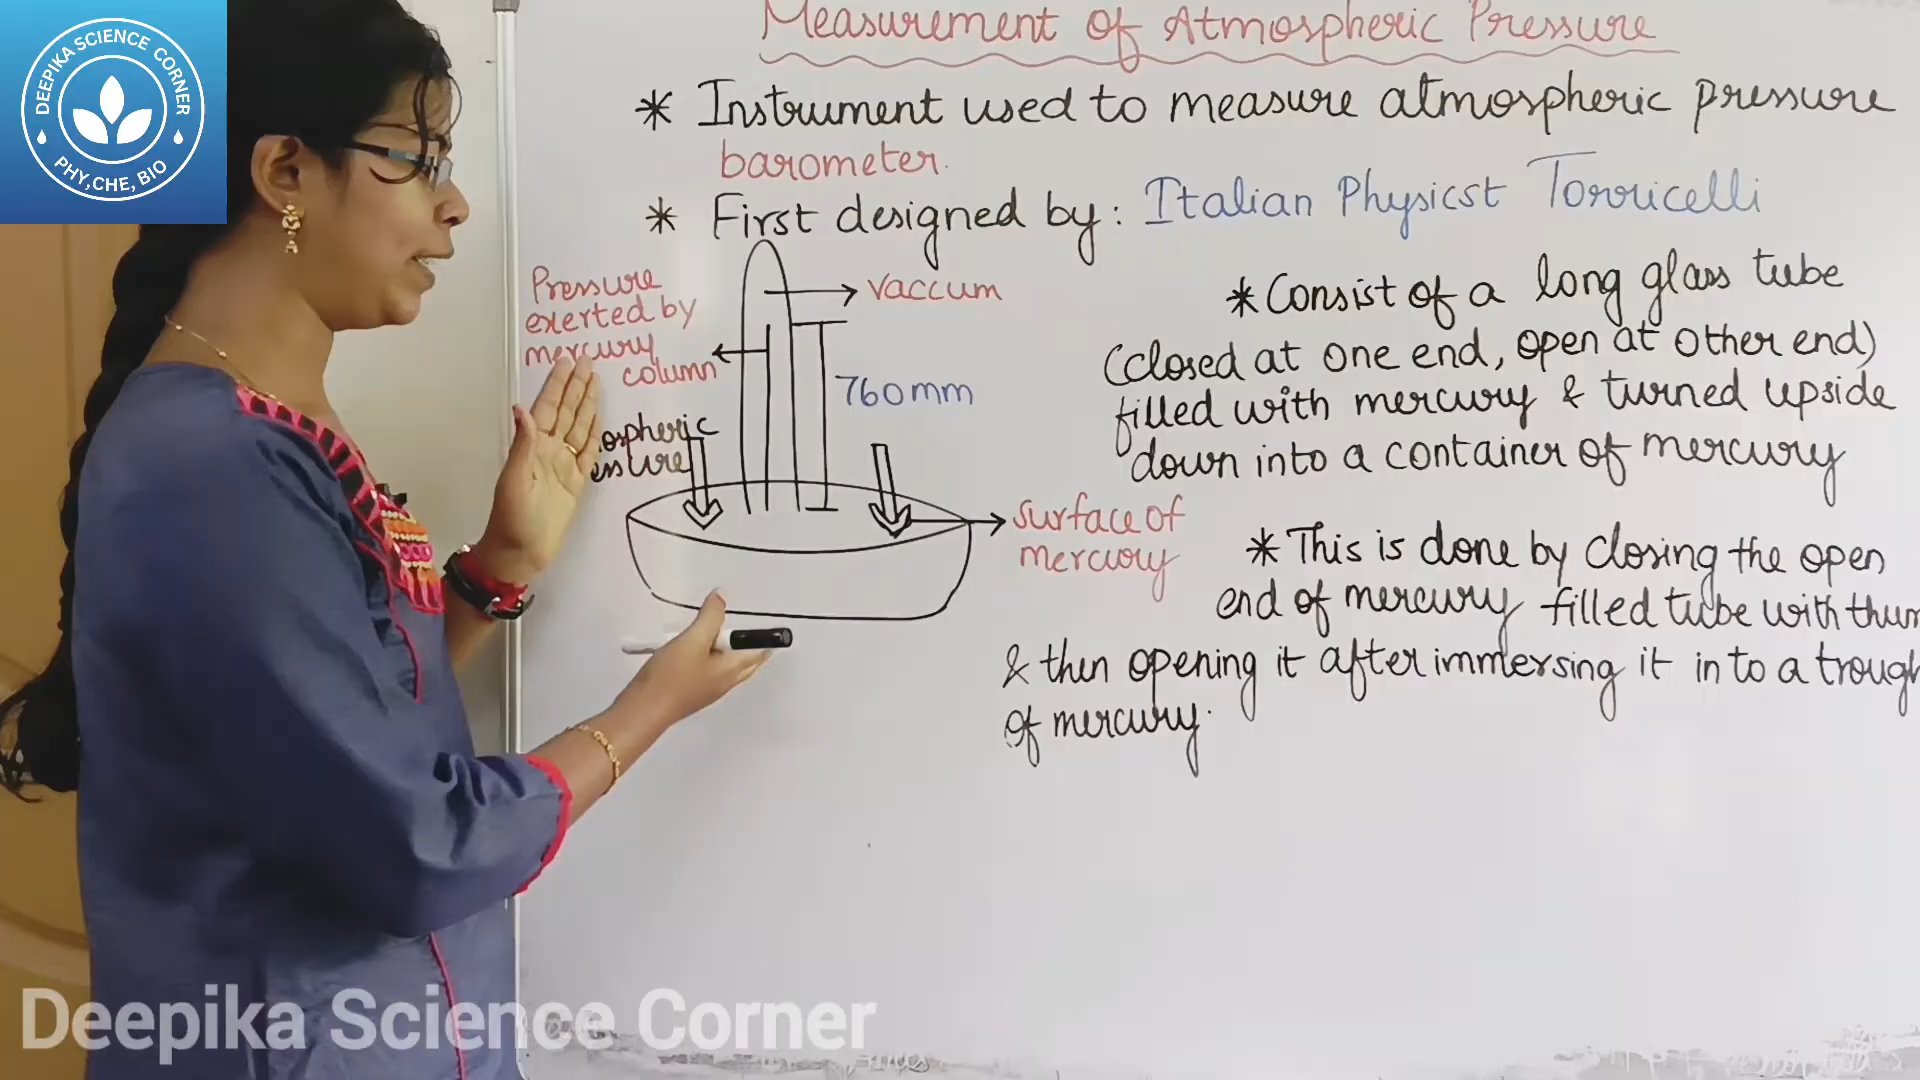 DEEPIKA SCIENCE CORNER
PHY,CHE, BIO
Measurement of Atmospheric Pressure
* Instrument used to measure atmospheric pressure
barometer.
* First designed by: Italian Physicst Torricelli
Pressure
exerted by
mercury
column
vaccum
760mm
ospheric
essure
surface of
mercury
* Consist of a long glass tube
(closed at one end, open at other end)
filled with mercury & turned upside
down into a container of mercury
* This is done by closing the open
end of mercury filled tube with thum
& then opening it after immersing it in to a trough
of mercury.
Deepika Science Corner